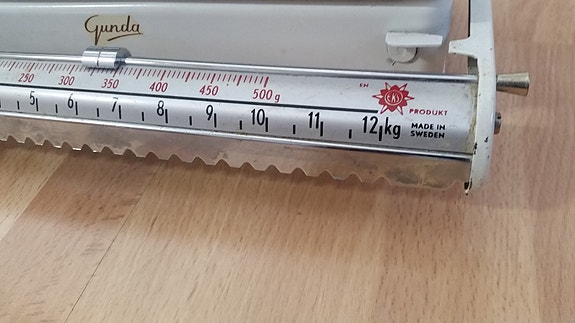 Gunda
250 300 350 400 450 500 g
5 6 7 8 9 10 11 12 kg
EN
EKS
PRODUKT
MADE IN
SWEDEN